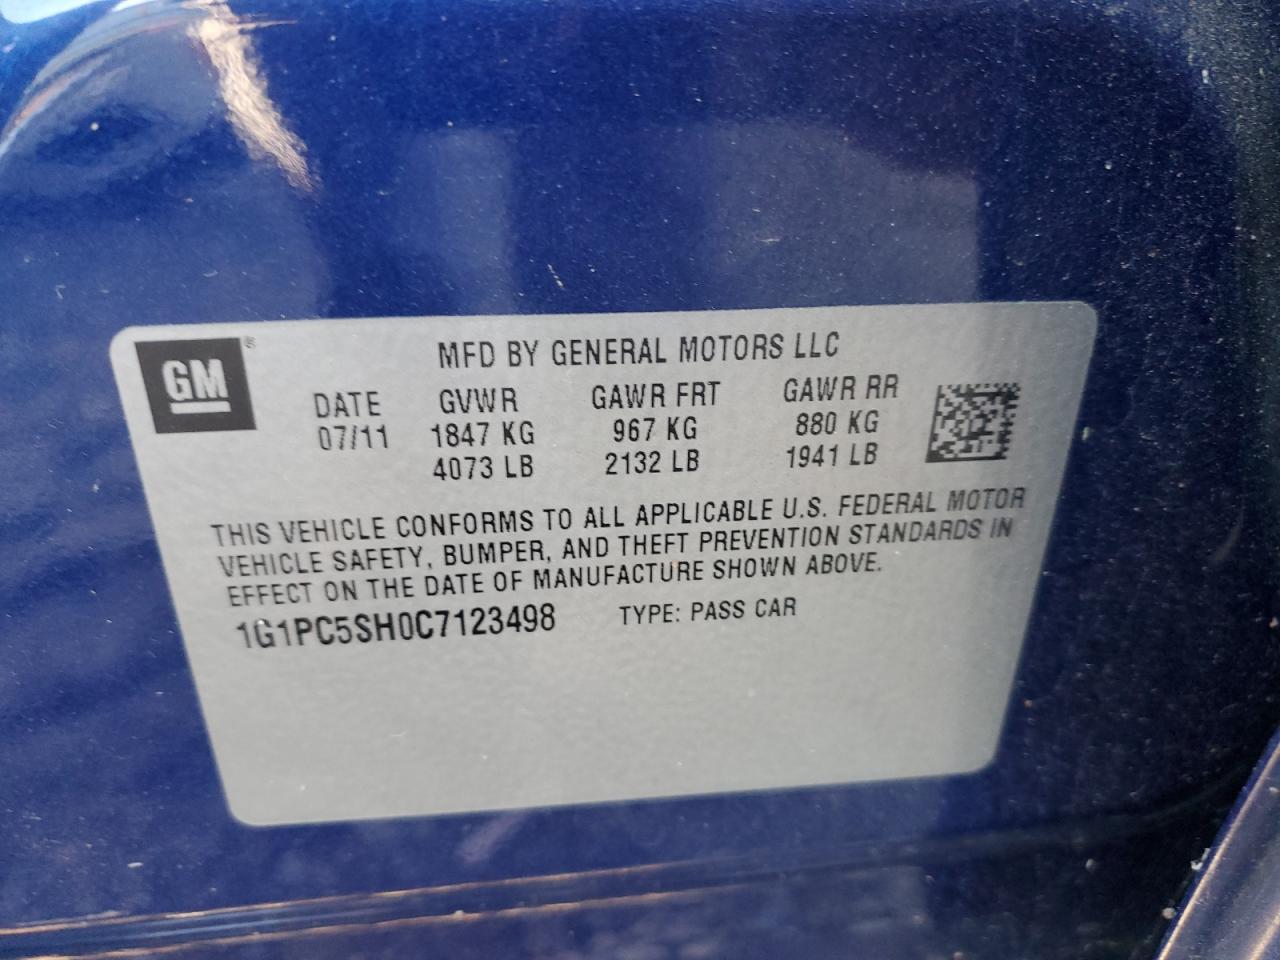 GM ®
MFD BY GENERAL MOTORS LLC
DATE GVWR GAWR FRT GAWR RR
07/11 1847 KG 967 KG 880 KG
4073 LB 2132 LB 1941 LB
THIS VEHICLE CONFORMS TO ALL APPLICABLE U.S. FEDERAL MOTOR
VEHICLE SAFETY, BUMPER, AND THEFT PREVENTION STANDARDS IN
EFFECT ON THE DATE OF MANUFACTURE SHOWN ABOVE.
1G1PC5SH0C7123498 TYPE: PASS CAR